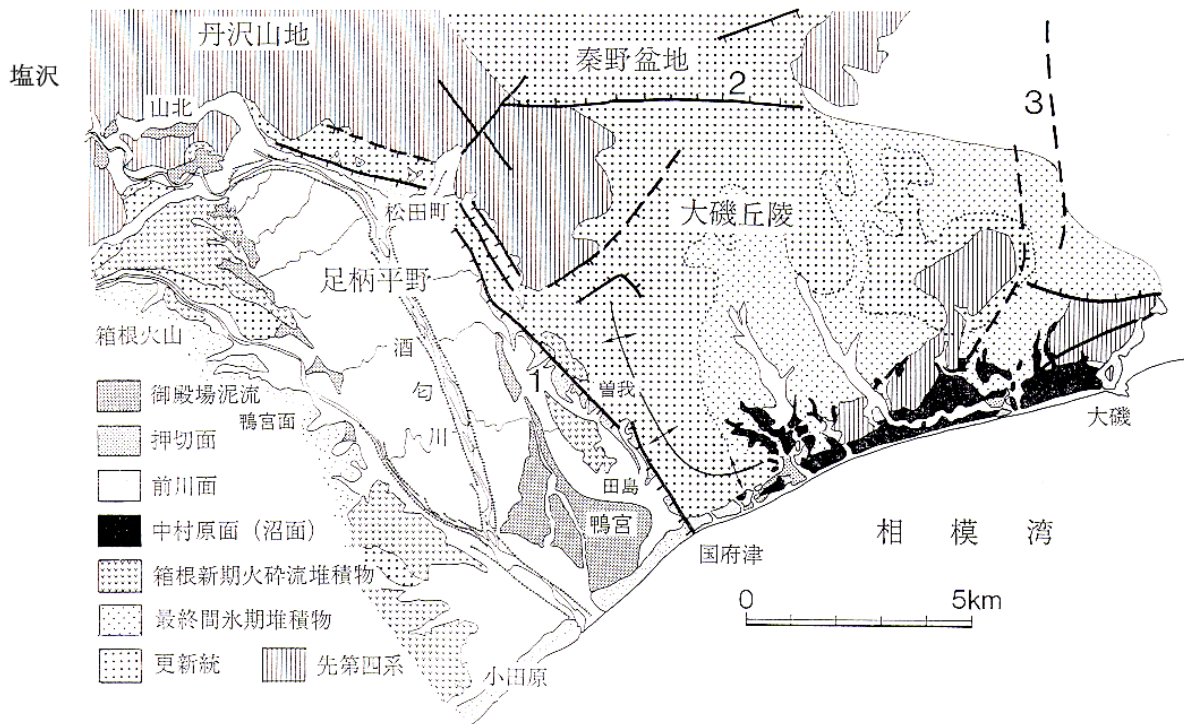 丹沢山地
秦野盆地
塩沢
2
3
山北
松田町
大磯丘陵
足柄平野
箱根火山
酒
匂
川
1
曽我
御殿場泥流
鴨宮面
大磯
押切面
田島
前川面
鴨宮
中村原面（沼面）
相模湾
国府津
箱根新期火砕流堆積物
0 5km
最終間氷期堆積物
更新統
先第四系
小田原